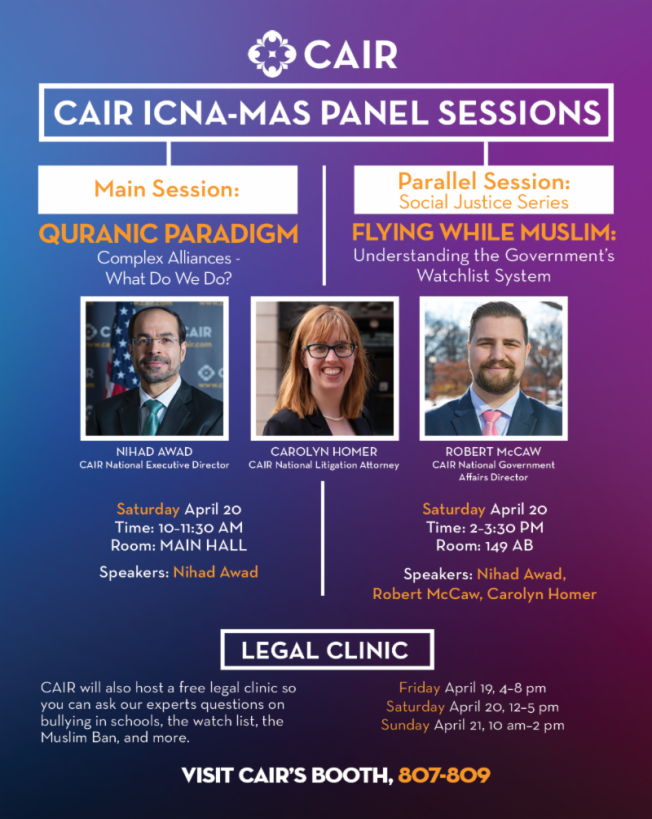 CAIR
CAIR ICNA-MAS PANEL SESSIONS
Main Session:
QURANIC PARADIGM
Complex Alliances -
What Do We Do?
Parallel Session:
Social Justice Series
FLYING WHILE MUSLIM:
Understanding the Government's
Watchlist System
CAIR
NIHAD AWAD
CAIR National Executive Director
CAROLYN HOMER
CAIR National Litigation Attorney
ROBERT McCAW
CAIR National Government
Affairs Director
Saturday April 20
Time: 10-11:30 AM
Room: MAIN HALL
Speakers: Nihad Awad
Saturday April 20
Time: 2-3:30 PM
Room: 149 AB
Speakers: Nihad Awad,
Robert McCaw, Carolyn Homer
LEGAL CLINIC
CAIR will also host a free legal clinic so
you can ask our experts questions on
bullying in schools, the watch list, the
Muslim Ban, and more.
Friday April 19, 4-8 pm
Saturday April 20, 12-5 pm
Sunday April 21, 10 am-2 pm
VISIT CAIR'S BOOTH, 807-809